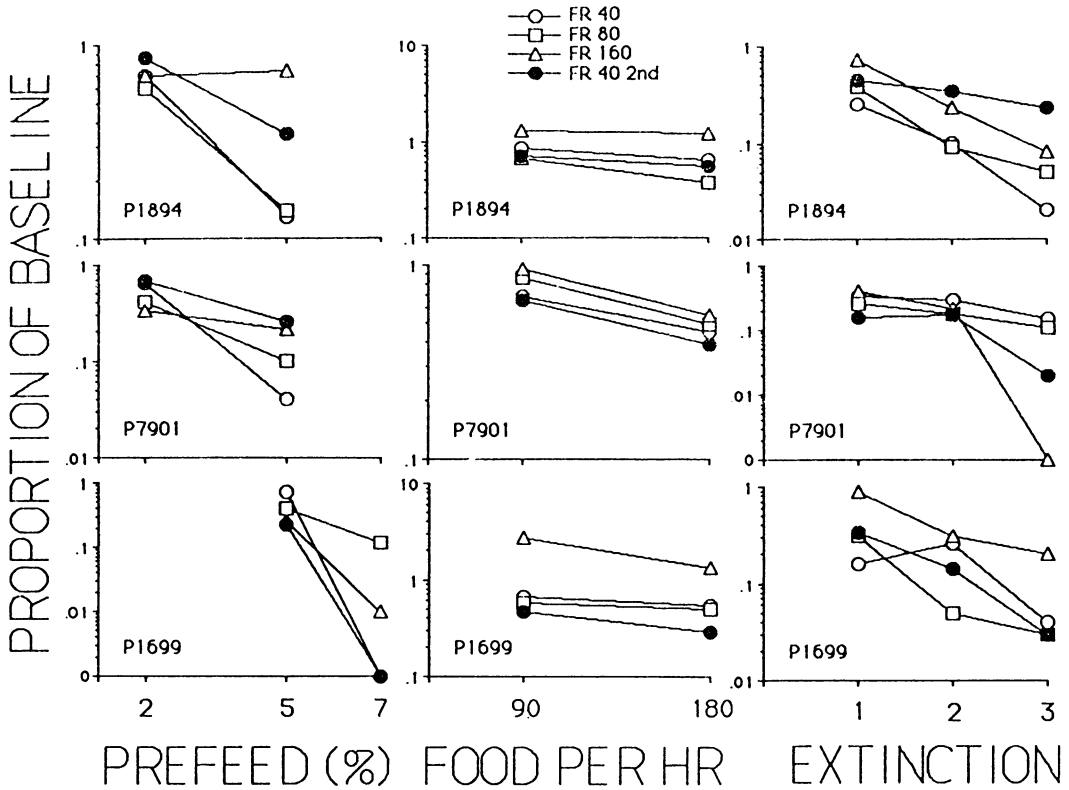 FR 40
FR 80
FR 160
FR 40 2nd
PROPORTION OF BASELINE
1
.1
P1894
10
1
.1
P1894
1
.1
.01
P1894
1
.1
.01
P7901
1
.1
P7901
1
.1
.01
0
P7901
1
.1
.01
0
P1699
2 5 7
10
1
.1
P1699
90 180
1
.1
.01
P1699
1 2 3
PREFEED (%) FOOD PER HR EXTINCTION